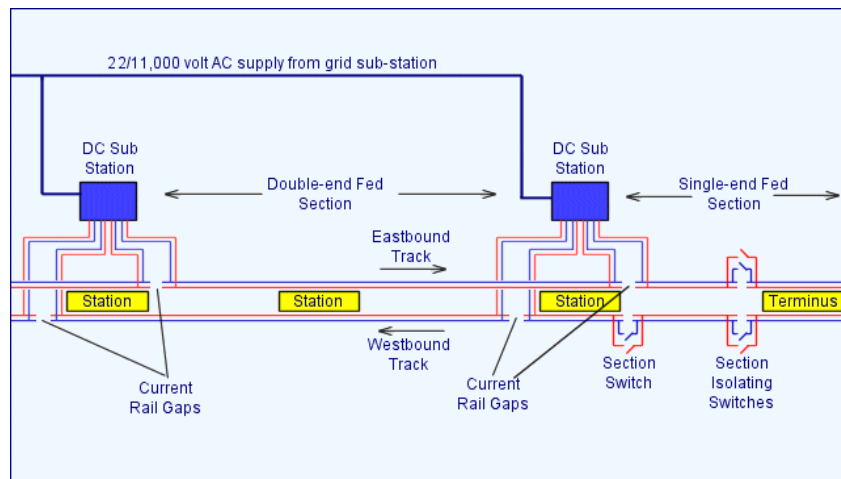 22/11,000 volt AC supply from grid sub-station
DC Sub
Station
DC Sub
Station
Double-end Fed
Section
Single-end Fed
Section
Eastbound
Track
Station
Station
Station
Terminus
Westbound
Track
Current
Rail Gaps
Current
Rail Gaps
Section
Switch
Section
Isolating
Switches